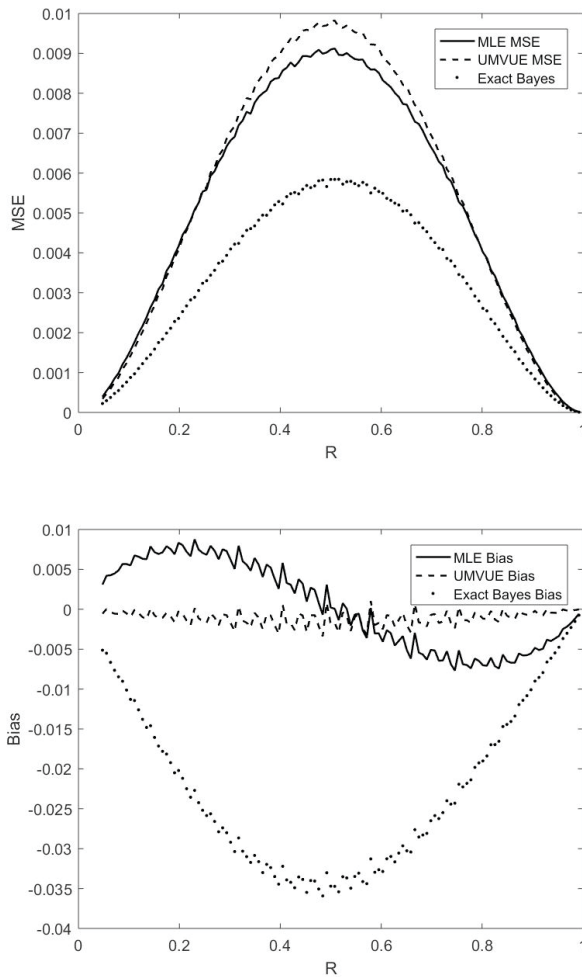 0.01
0.009
0.008
0.007
0.006
0.005
0.004
0.003
0.002
0.001
0
MSE
MLE MSE
UMVUE MSE
Exact Bayes
0 0.2 0.4 0.6 0.8 1
R
0.01
0.005
0
-0.005
-0.01
-0.015
-0.02
-0.025
-0.03
-0.035
-0.04
Bias
MLE Bias
UMVUE Bias
Exact Bayes Bias
0 0.2 0.4 0.6 0.8 1
R